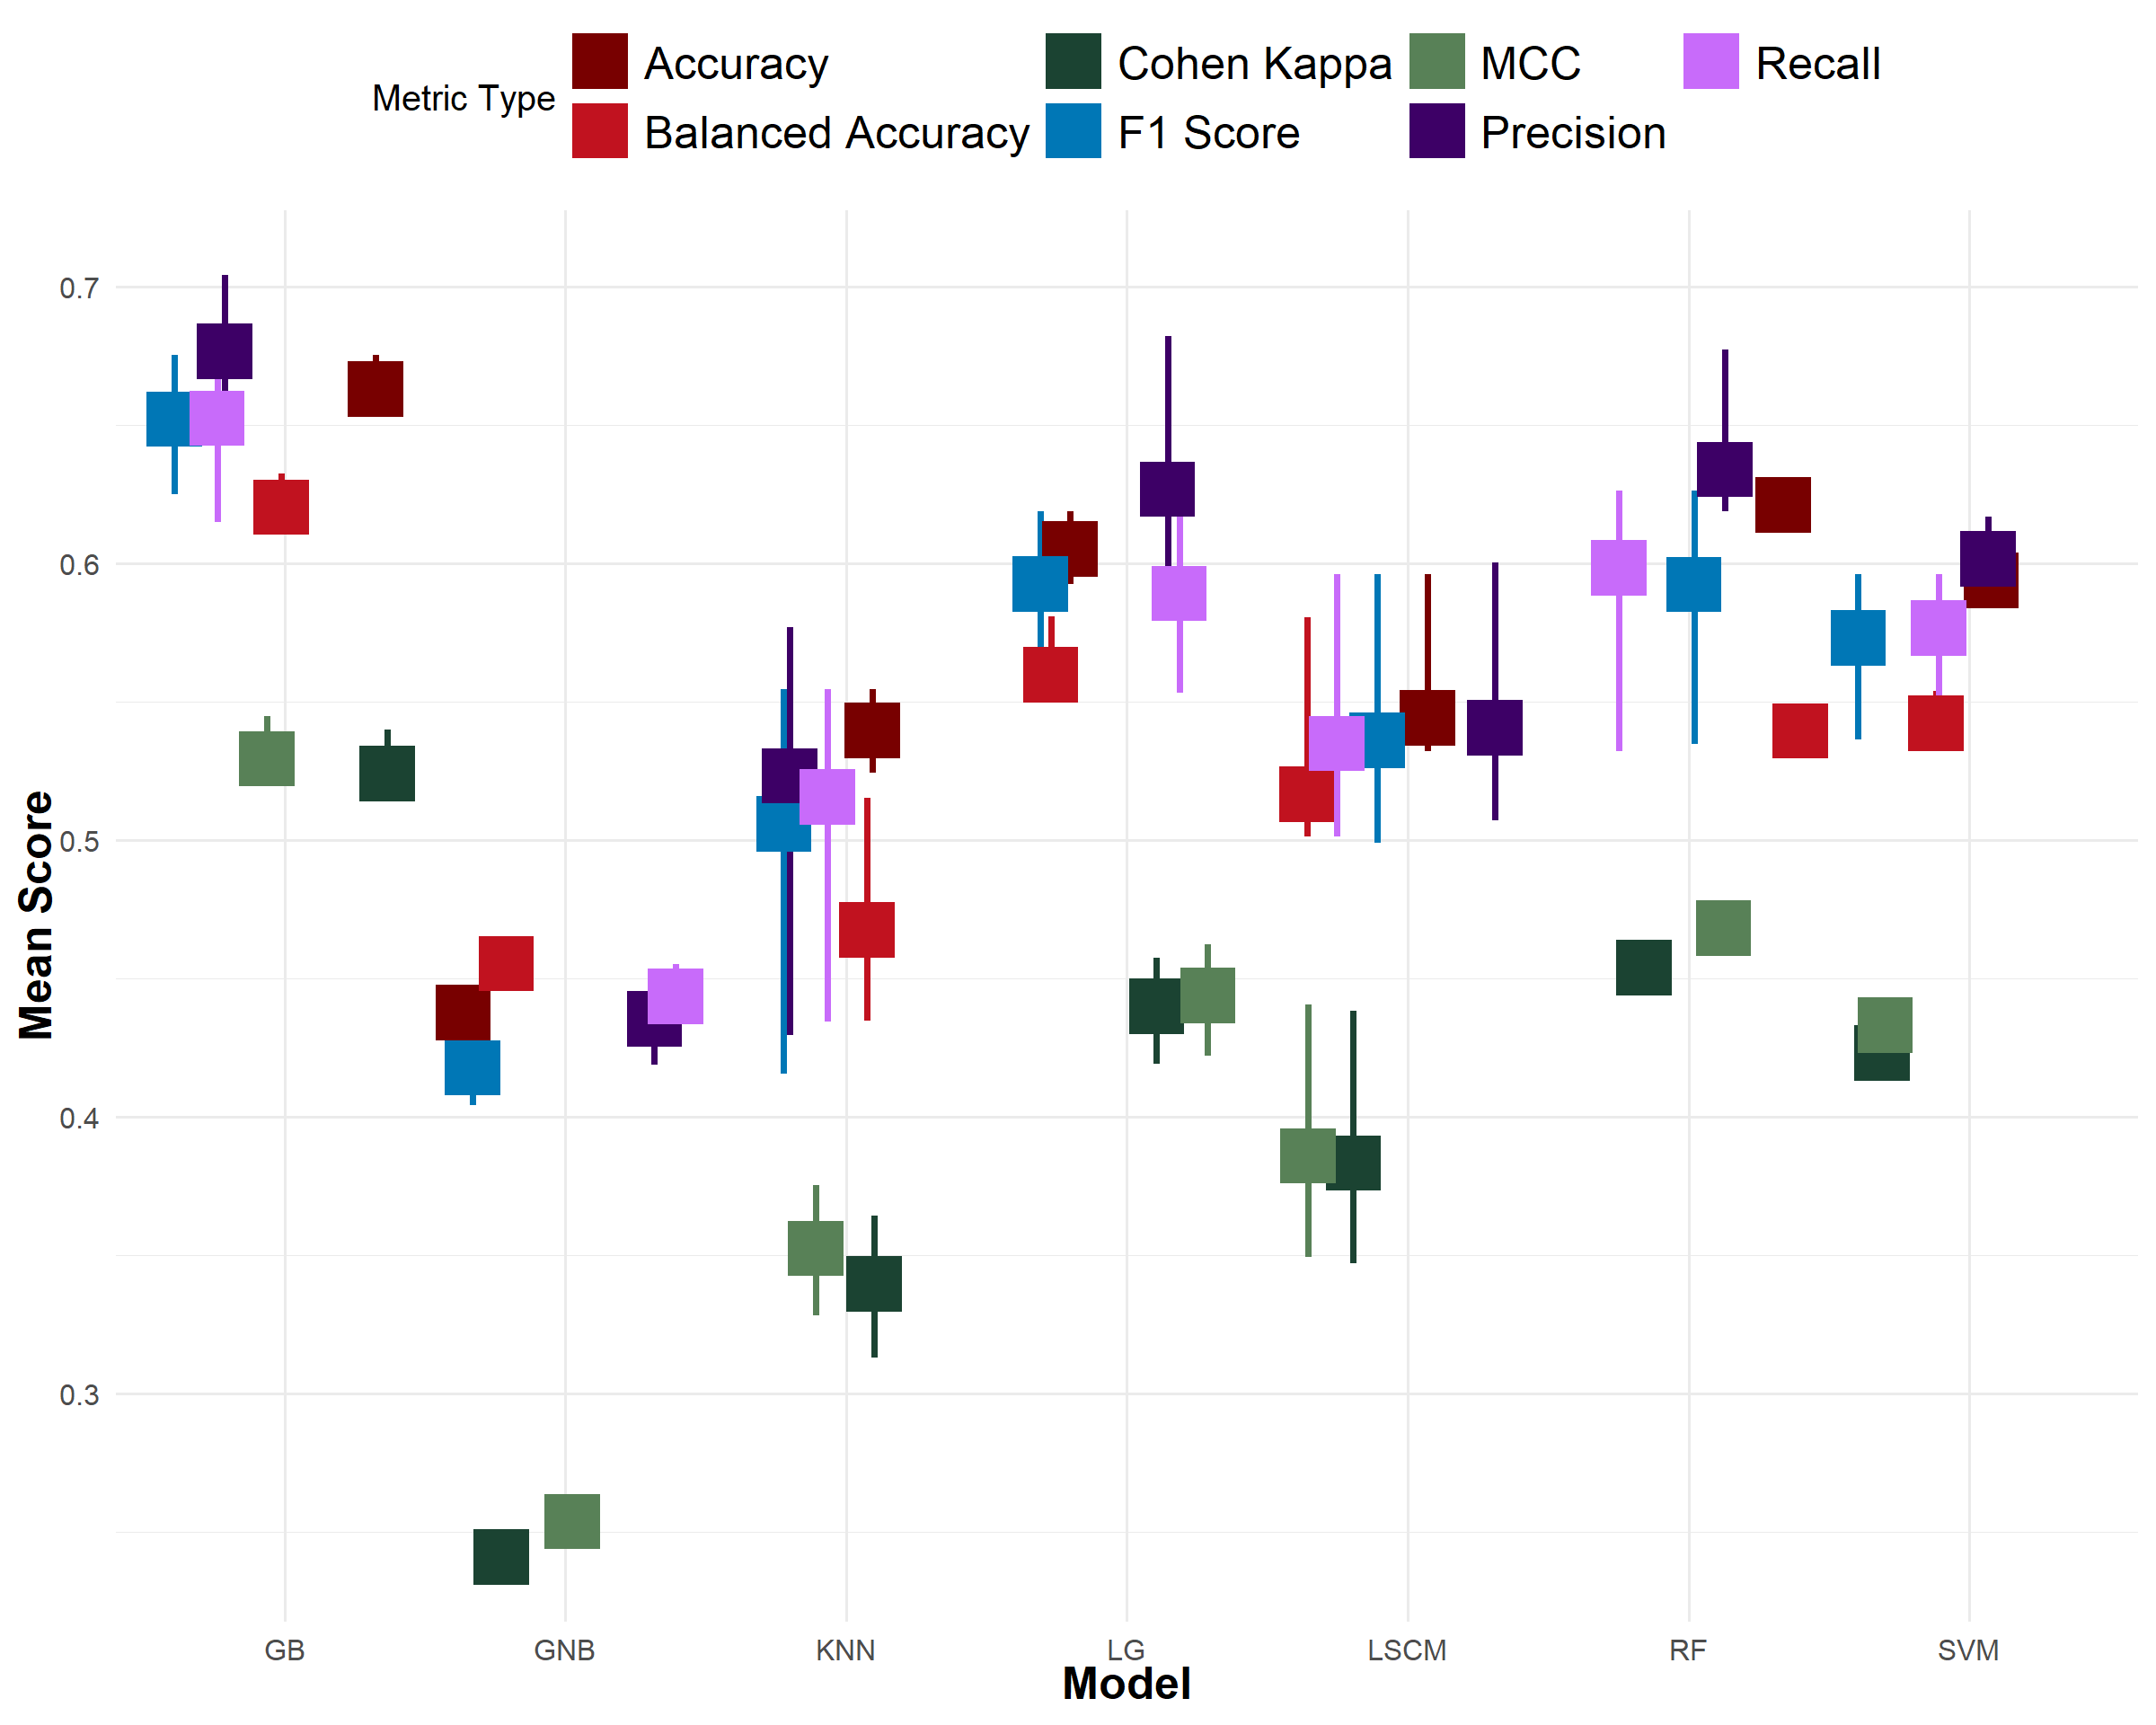 Metric Type
Accuracy
Cohen Kappa
MCC
Recall
Balanced Accuracy
F1 Score
Precision
Mean Score
0.7
0.6
0.5
0.4
0.3
GB
GNB
KNN
LG
LSCM
RF
SVM
Model